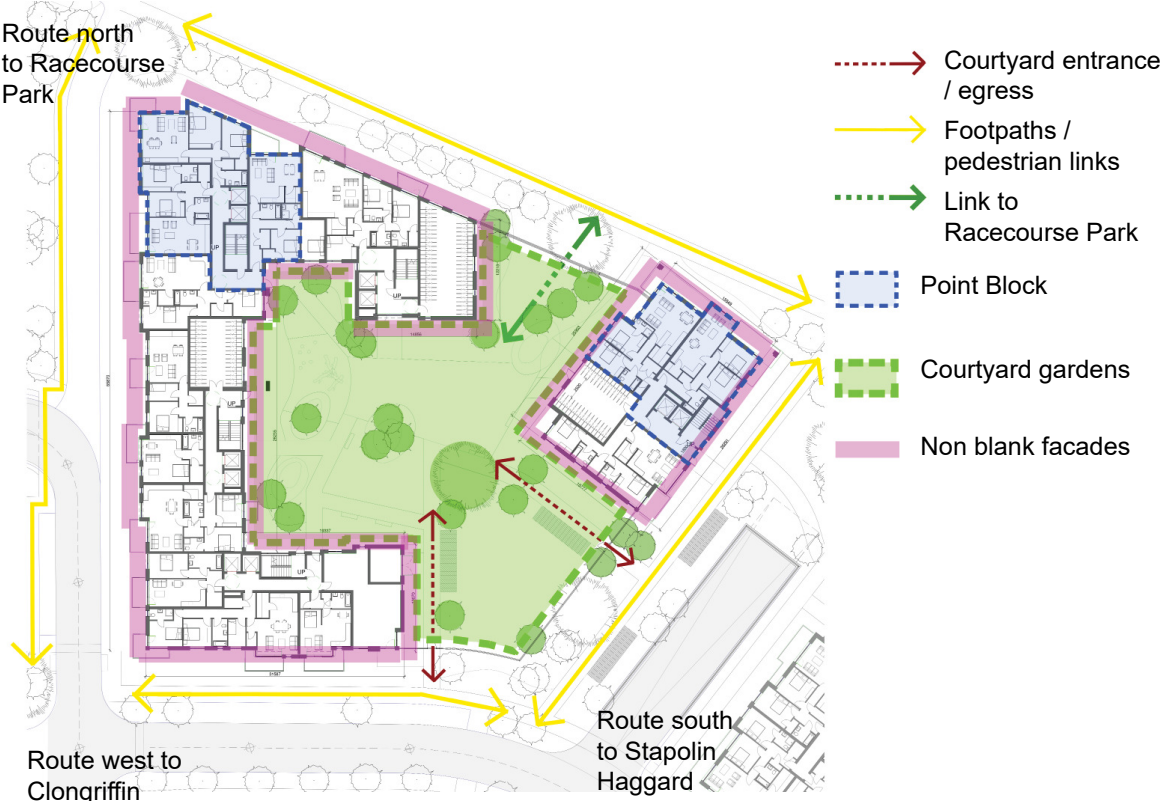 Route north
to Racecourse
Park
Courtyard entrance
/ egress
Footpaths /
pedestrian links
Link to
Racecourse Park
Point Block
Courtyard gardens
Non blank facades
UP
UP
UP
UP
Route south
to Stapolin
Haggard
Route west to
Clongriffin